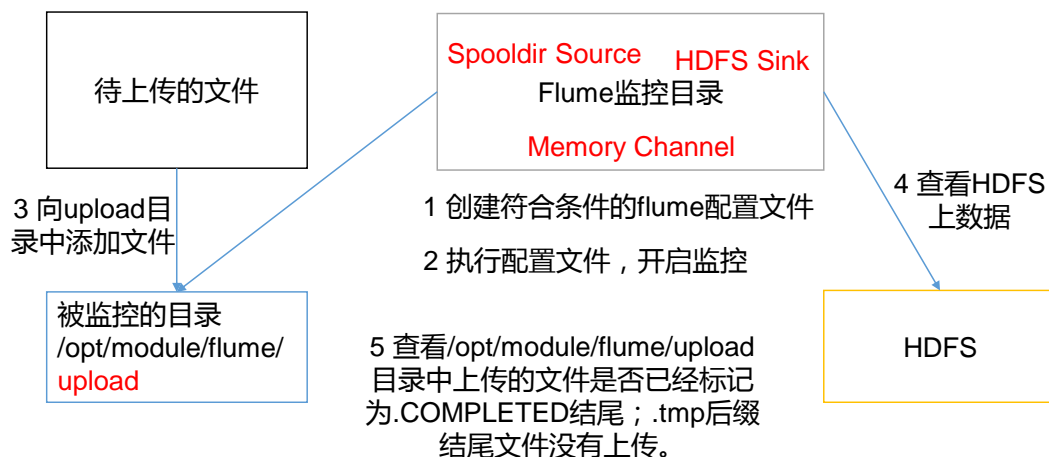 待上传的文件
Spooldir Source
HDFS Sink
Flume监控目录
Memory Channel
3 向upload目
录中添加文件
1 创建符合条件的flume配置文件
2 执行配置文件，开启监控
4 查看HDFS
上数据
被监控的目录
/opt/module/flume/
upload
5 查看/opt/module/flume/upload
目录中上传的文件是否已经标记
为.COMPLETED结尾；.tmp后缀
结尾文件没有上传。
HDFS